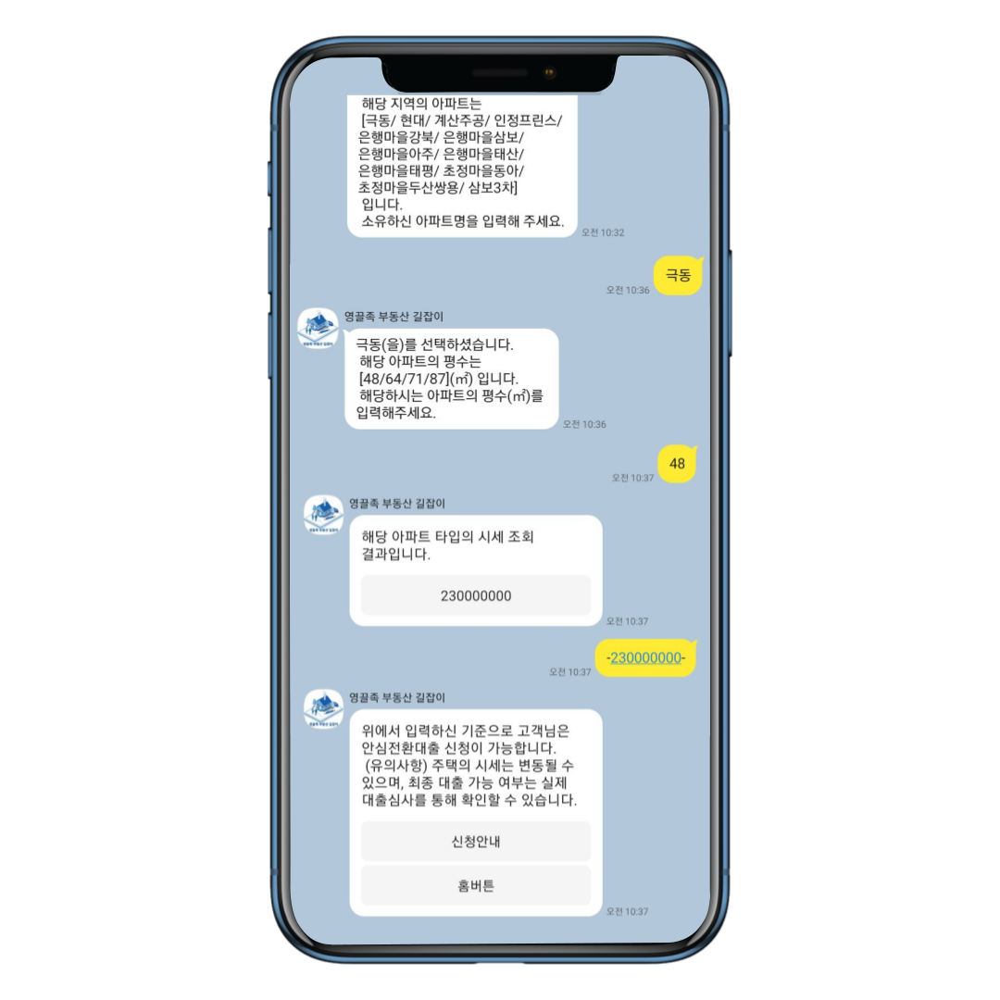 해당 지역의 아파트는
[극동/ 현대/ 계산주공/ 인정프린스/
은행마을강북/ 은행마을삼보/
은행마을아주/ 은행마을태산/
은행마을태평/ 초정마을동아/
초정마을두산쌍용/ 삼보3차]
입니다.
소유하신 아파트명을 입력해 주세요.
오전 10:32
극동
오전 10:36
영끌족 부동산 길잡이
극동(을)를 선택하셨습니다.
해당 아파트의 평수는
[48/64/71/87](㎡) 입니다.
해당하시는 아파트의 평수(㎡)를
입력해주세요.
오전 10:36
48
오전 10:37
영끌족 부동산 길잡이
해당 아파트 타입의 시세 조회
결과입니다.
230000000
오전 10:37
-230000000-
오전 10:37
영끌족 부동산 길잡이
위에서 입력하신 기준으로 고객님은
안심전환대출 신청이 가능합니다.
(유의사항) 주택의 시세는 변동될 수
있으며, 최종 대출 가능 여부는 실제
대출심사를 통해 확인할 수 있습니다.
신청안내
홈버튼
오전 10:37